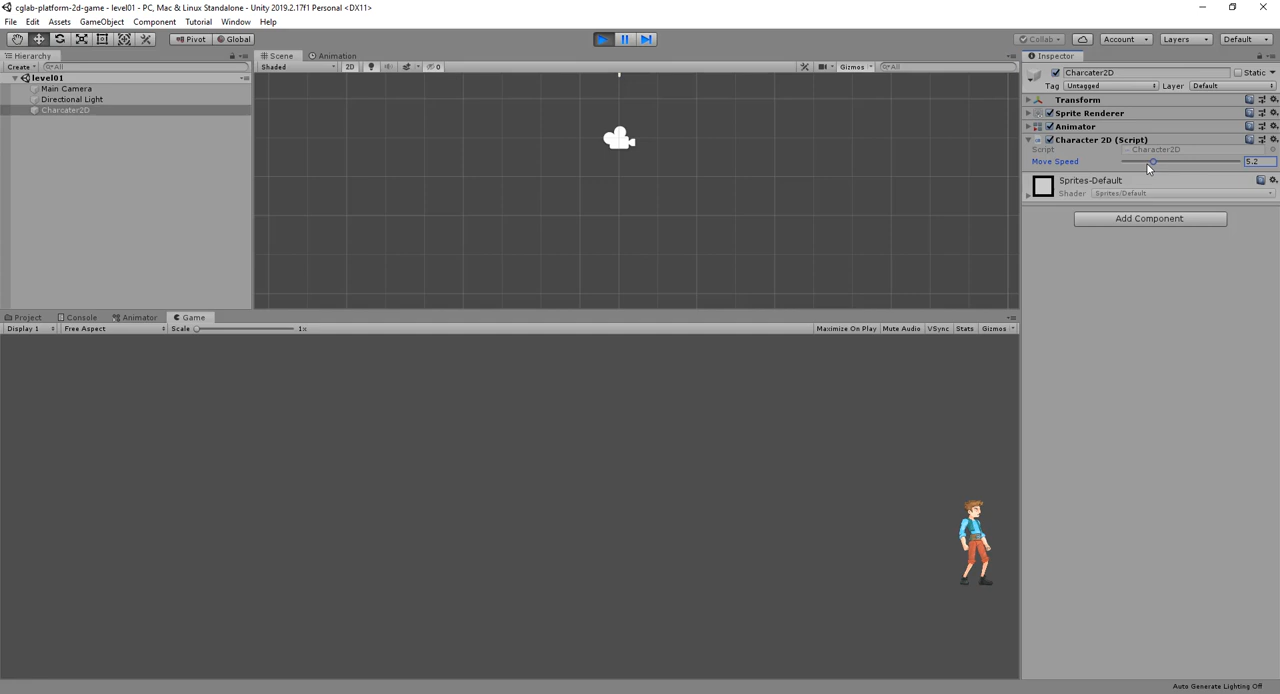 cglab-platform-2d-game - level01 - PC, Mac & Linux Standalone - Unity 2019.2.17f1 Personal <DX11>
File Edit Assets GameObject Component Tutorial Window Help
Pivot Global Collab Account Layers Default
Hierarchy Scene Animation Inspector
Create All Shaded 2D 0 Gizmos All Charcater2D Static
level01
Tag Untagged Layer Default
Main Camera
Directional Light Transform
Charcater2D Sprite Renderer
Animator
Character 2D (Script)
Script Character2D
Move Speed 5.2
Sprites-Default
Shader Sprites/Default
Add Component
Project Console Animator Game
Display 1 Free Aspect Scale 1x Maximize On Play Mute Audio VSync Stats Gizmos
Auto Generate Lighting Off